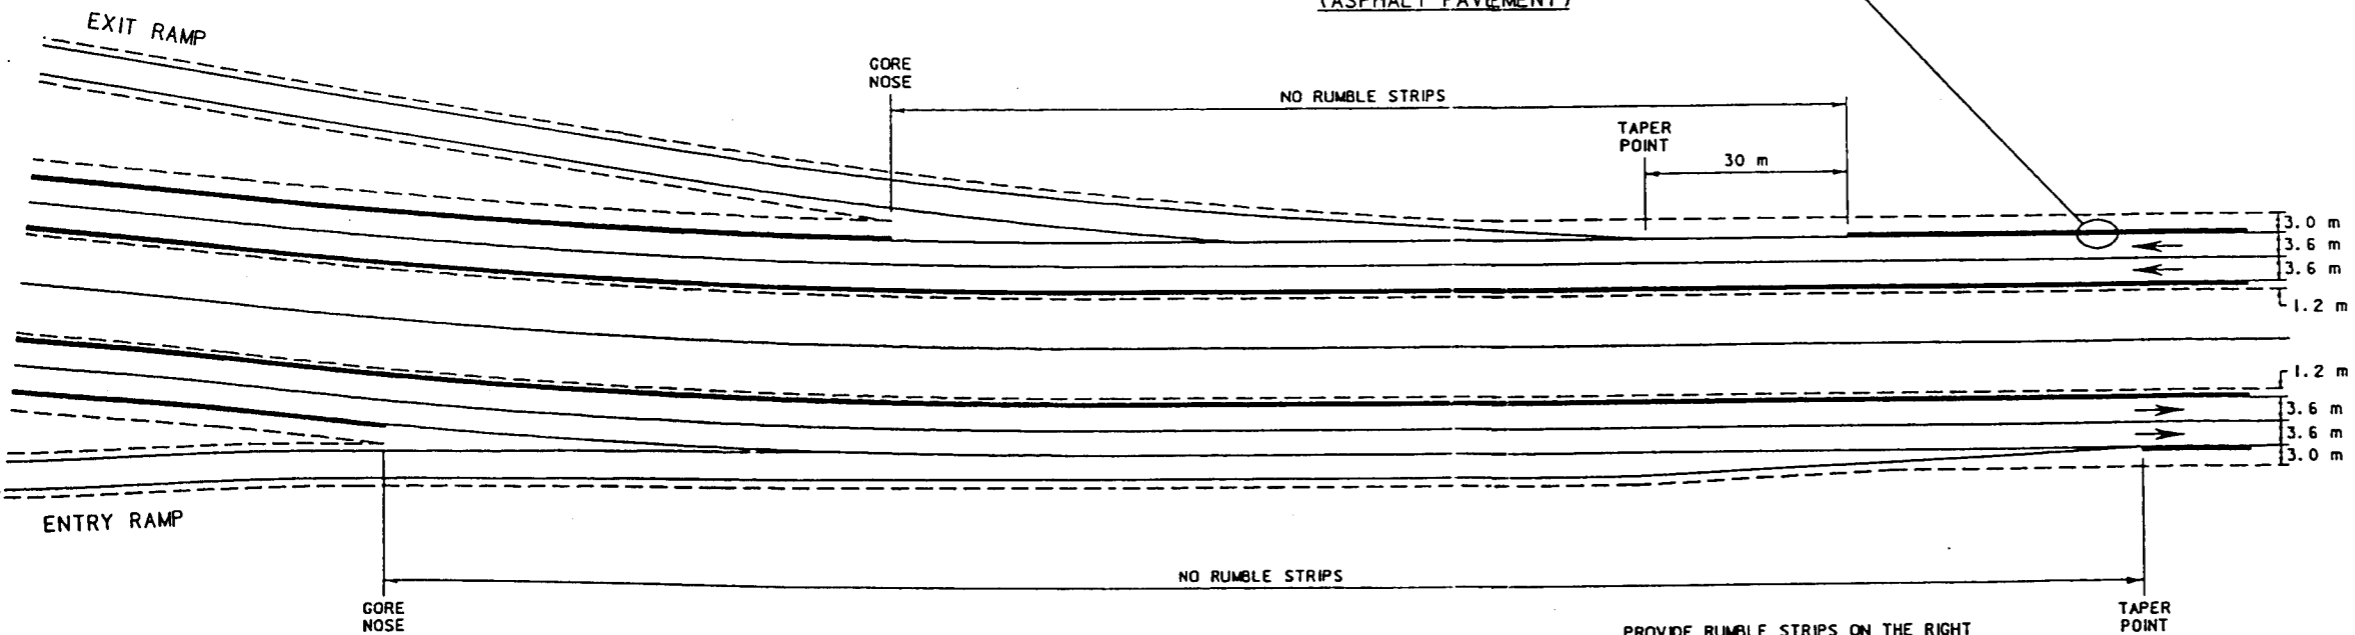 (ASPHALT PAVEMENT)
EXIT RAMP
GORE
NOSE
NO RUMBLE STRIPS
TAPER
POINT
30 m
3.0 m
3.6 m
3.6 m
1.2 m
1.2 m
3.6 m
3.6 m
3.0 m
ENTRY RAMP
NO RUMBLE STRIPS
GORE
NOSE
TAPER
POINT
PROVIDE RUMBLE STRIPS ON THE RIGHT